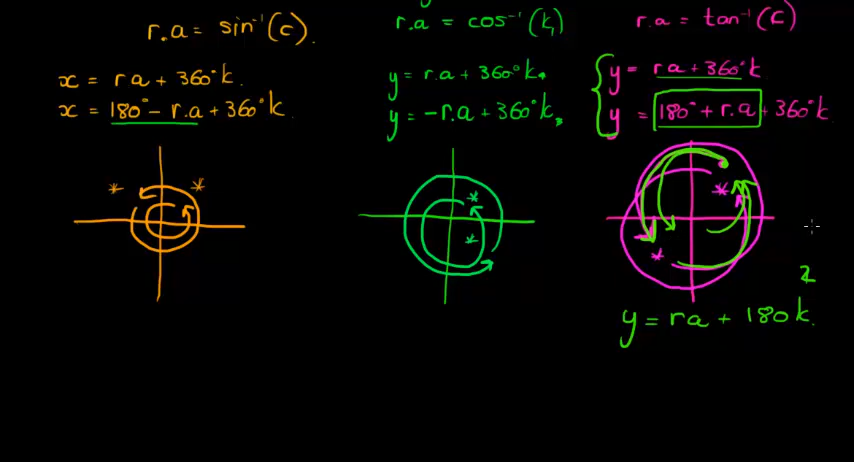 r.a = sin⁻¹(c).
x = ra + 360°k.
x = 180° - r.a + 360°k.
r.a = cos⁻¹(k)
y = r.a + 360°k.
y = -r.a + 360°k.
r.a = tan⁻¹(c)
y = ra + 360°k
y = 180° + r.a + 360°k
y = ra + 180k.